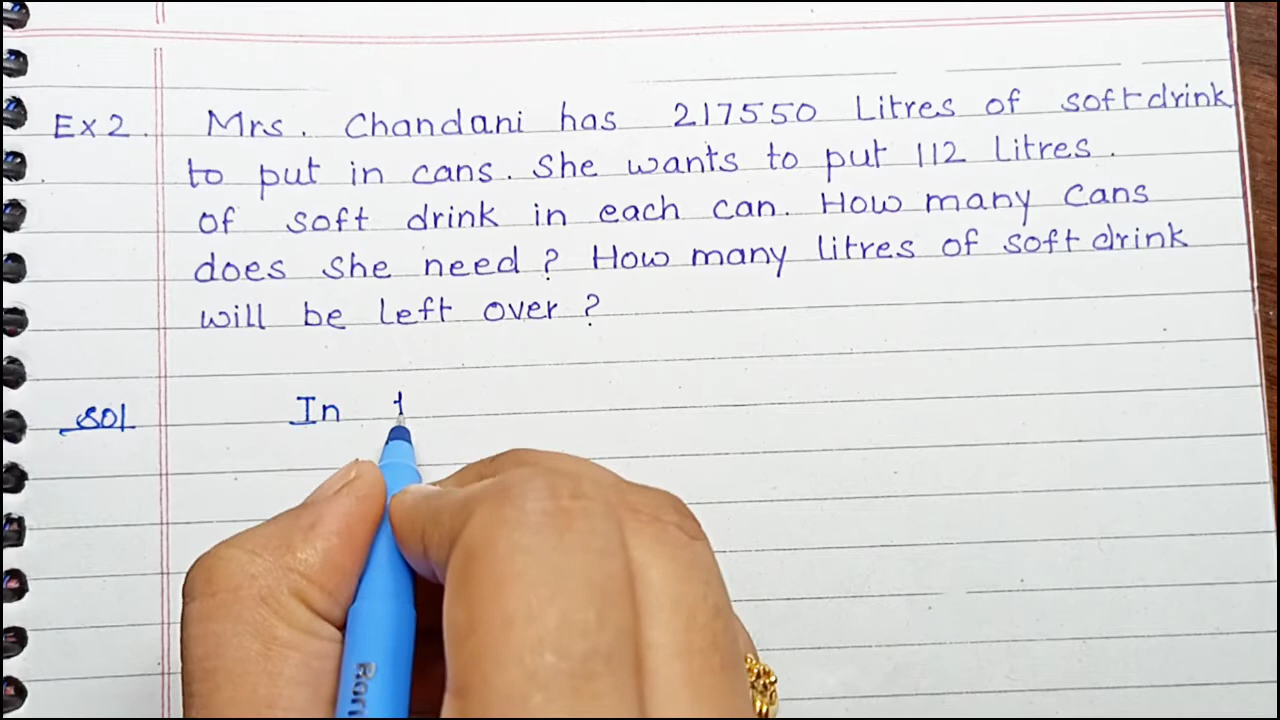 Ex 2. Mrs. Chandani has 217550 Litres of softdrink
to put in cans. She wants to put 112 Litres.
of soft drink in each can. How many cans
does she need? How many litres of soft drink
will be left over?
Sol In 1